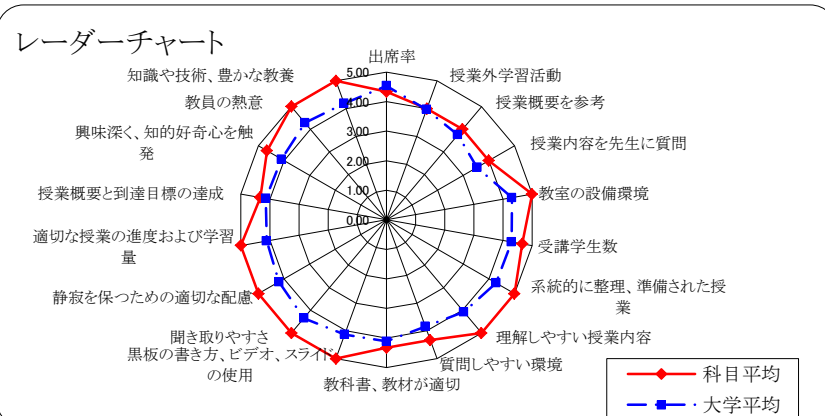 レーダーチャート
出席率
授業外学習活動
授業概要を参考
授業内容を先生に質問
教室の設備環境
受講学生数
系統的に整理、準備された授
業
理解しやすい授業内容
質問しやすい環境
教科書、教材が適切
黒板の書き方、ビデオ、スライド
の使用
聞き取りやすさ
静寂を保つための適切な配慮
適切な授業の進度および学習
量
授業概要と到達目標の達成
興味深く、知的好奇心を触
発
教員の熱意
知識や技術、豊かな教養
5.00
4.00
3.00
2.00
1.00
0.00
科目平均
大学平均